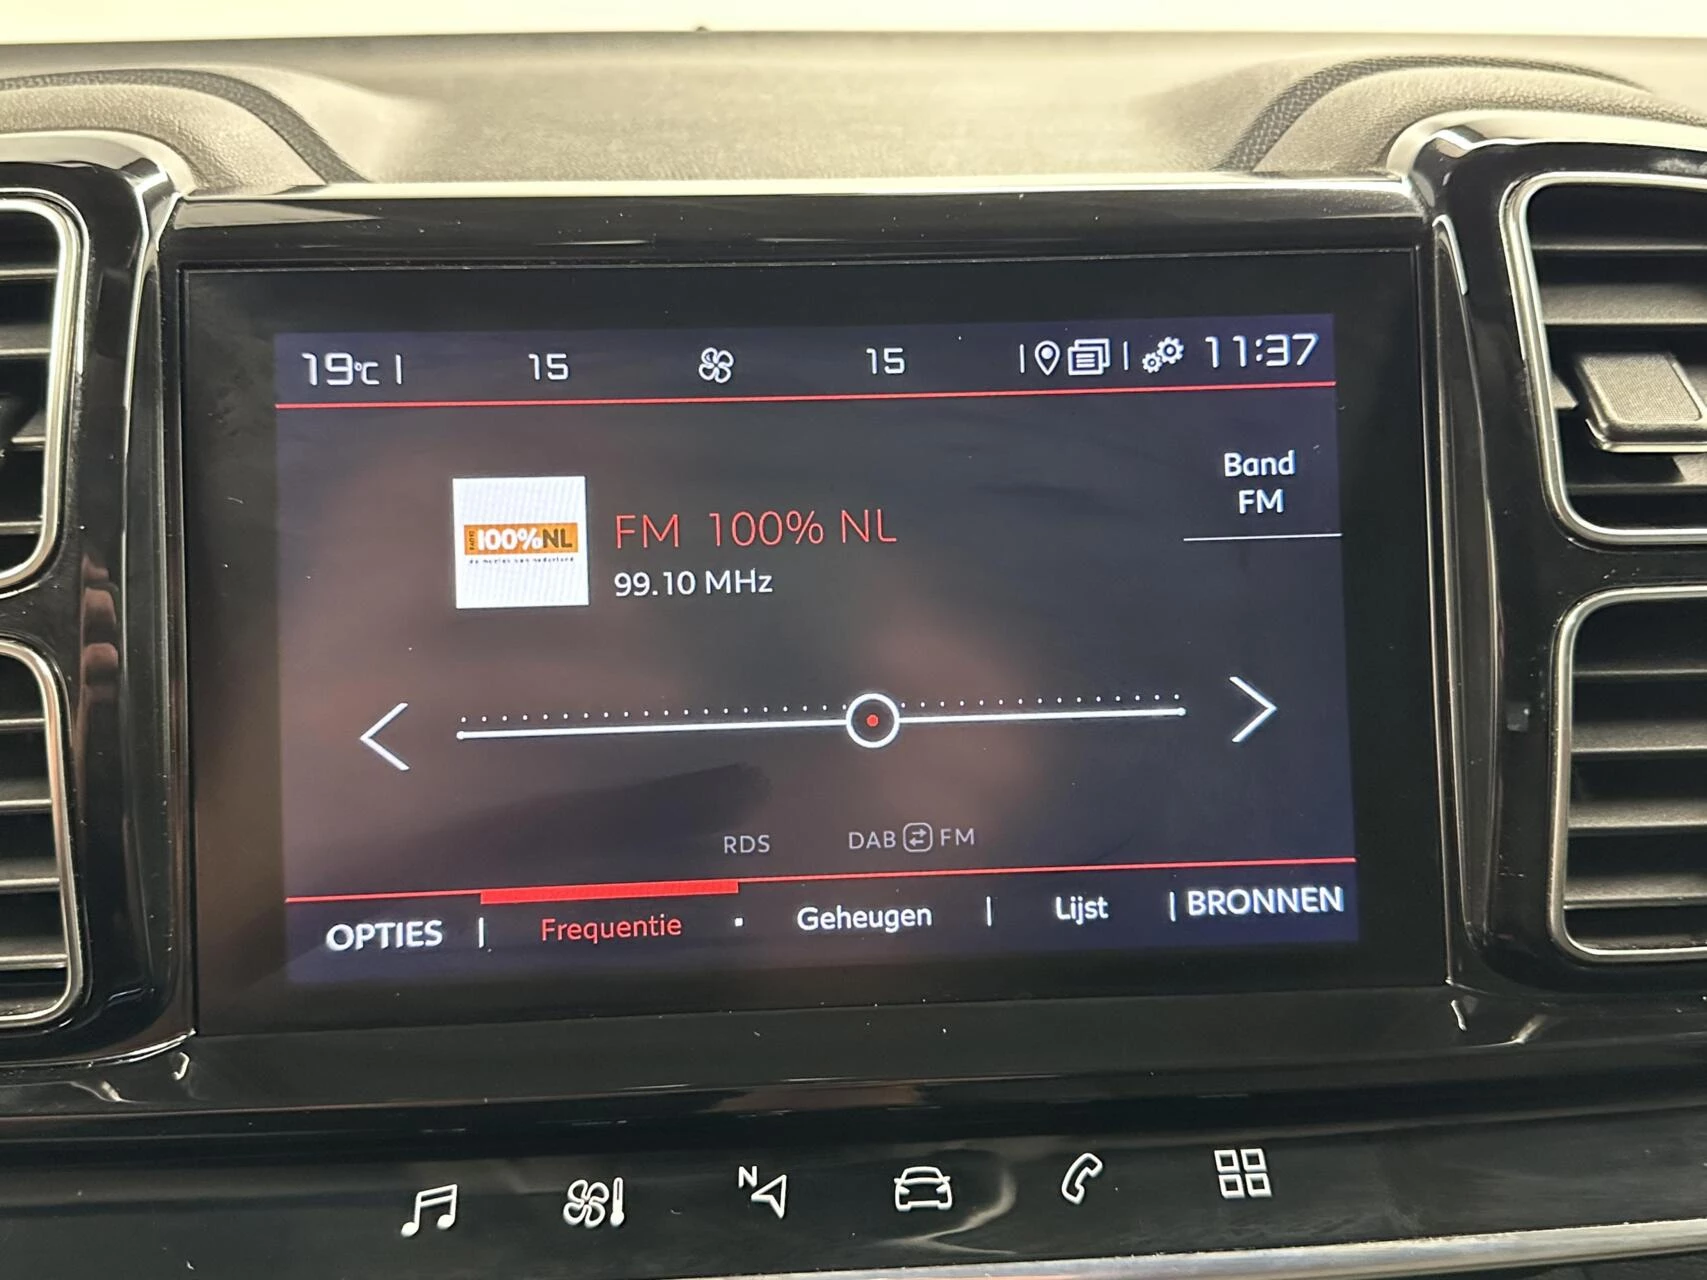 19°C | 15 15 | | 11:37
Band
FM
RADIO 100%NL
FM 100% NL
99.10 MHz
RDS DAB FM
OPTIES | Frequentie · Geheugen | Lijst | BRONNEN
N